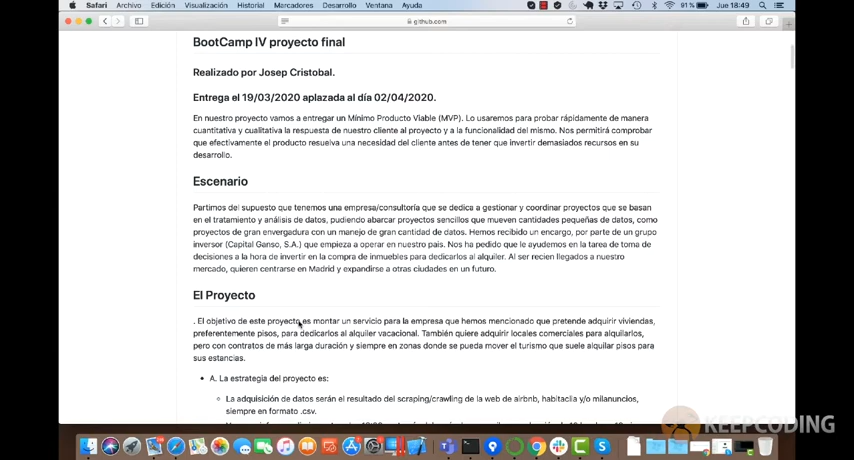 Safari Archivo Edición Visualización Historial Marcadores Desarrollo Ventana Ayuda 91 % Jue 18:49
github.com
BootCamp IV proyecto final
Realizado por Josep Cristobal.
Entrega el 19/03/2020 aplazada al día 02/04/2020.
En nuestro proyecto vamos a entregar un Mínimo Producto Viable (MVP). Lo usaremos para probar rápidamente de manera
cuantitativa y cualitativa la respuesta de nuestro cliente al proyecto y a la funcionalidad del mismo. Nos permitirá comprobar
que efectivamente el producto resuelva una necesidad del cliente antes de tener que invertir demasiados recursos en su
desarrollo.
Escenario
Partimos del supuesto que tenemos una empresa/consultoría que se dedica a gestionar y coordinar proyectos que se basan
en el tratamiento y análisis de datos, pudiendo abarcar proyectos sencillos que mueven cantidades pequeñas de datos, como
proyectos de gran envergadura con un manejo de gran cantidad de datos. Hemos recibido un encargo, por parte de un grupo
inversor (Capital Ganso, S.A.) que empieza a operar en nuestro pais. Nos ha pedido que le ayudemos en la tarea de toma de
decisiones a la hora de invertir en la compra de inmuebles para dedicarlos al alquiler. Al ser recien llegados a nuestro
mercado, quieren centrarse en Madrid y expandirse a otras ciudades en un futuro.
El Proyecto
. El objetivo de este proyecto es montar un servicio para la empresa que hemos mencionado que pretende adquirir viviendas,
preferentemente pisos, para dedicarlos al alquiler vacacional. También quiere adquirir locales comerciales para alquilarlos,
pero con contratos de más larga duración y siempre en zonas donde se pueda mover el turismo que suele alquilar pisos para
sus estancias.
• A. La estrategia del proyecto es:
○ La adquisición de datos serán el resultado del scraping/crawling de la web de airbnb, habitaclia y/o milanuncios,
siempre en formato .csv.
KEEPCODING